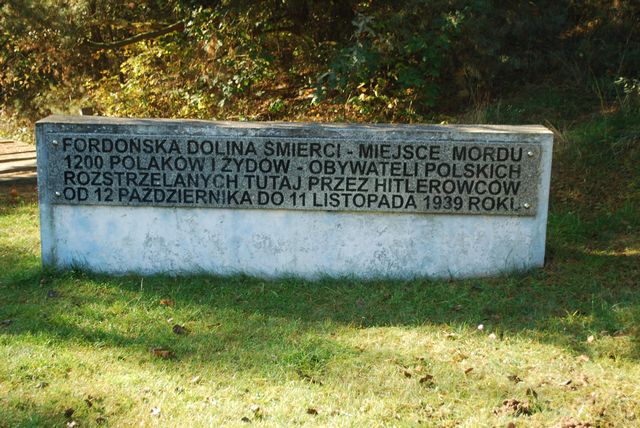 FORDOŃSKA DOLINA ŚMIERCI - MIEJSCE MORDU
1200 POLAKÓW I ŻYDÓW - OBYWATELI POLSKICH
ROZSTRZELANYCH TUTAJ PRZEZ HITLEROWCÓW
OD 12 PAŹDZIERNIKA DO 11 LISTOPADA 1939 ROKU.